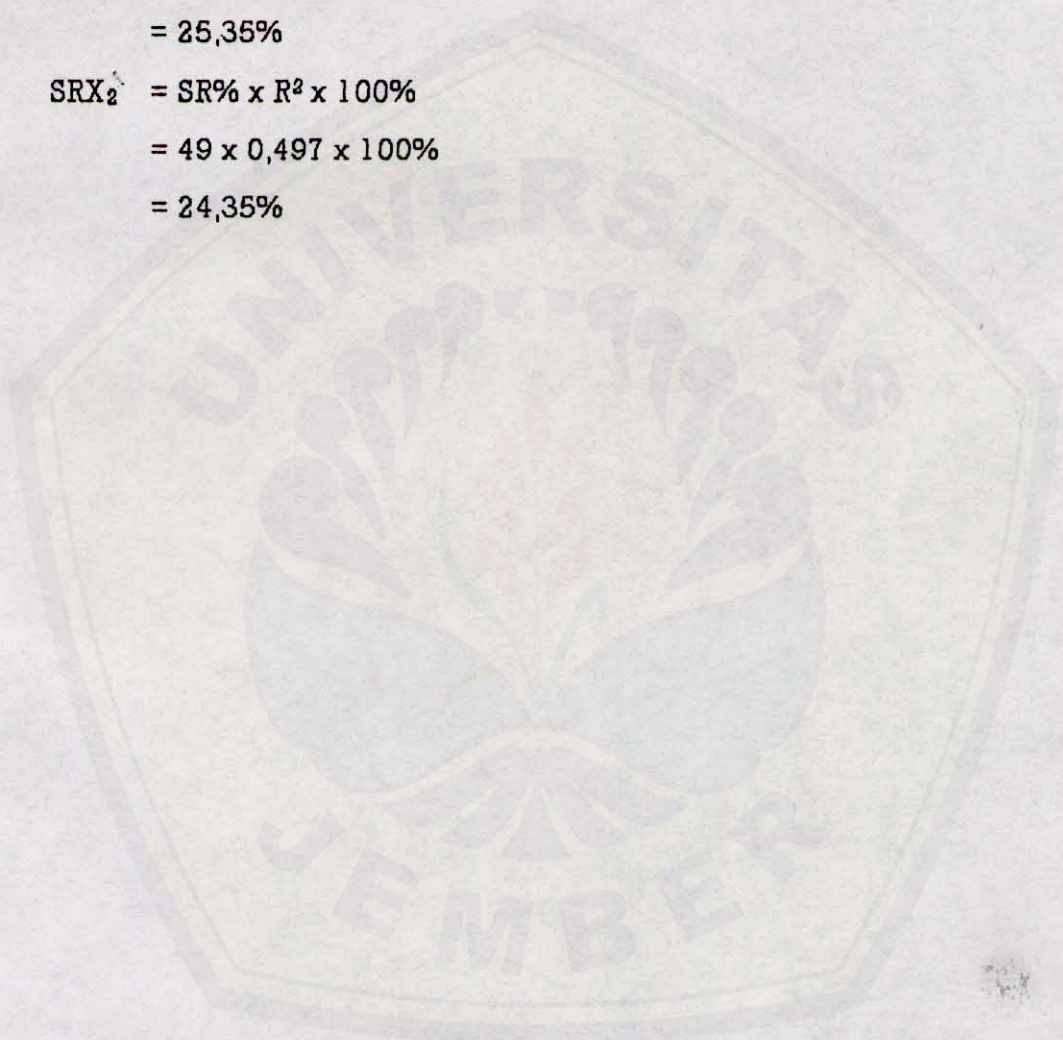 = 25,35%
SRX₂ = SR% x R² x 100%
= 49 x 0,497 x 100%
= 24,35%
UNIVERSITAS
JEMBER